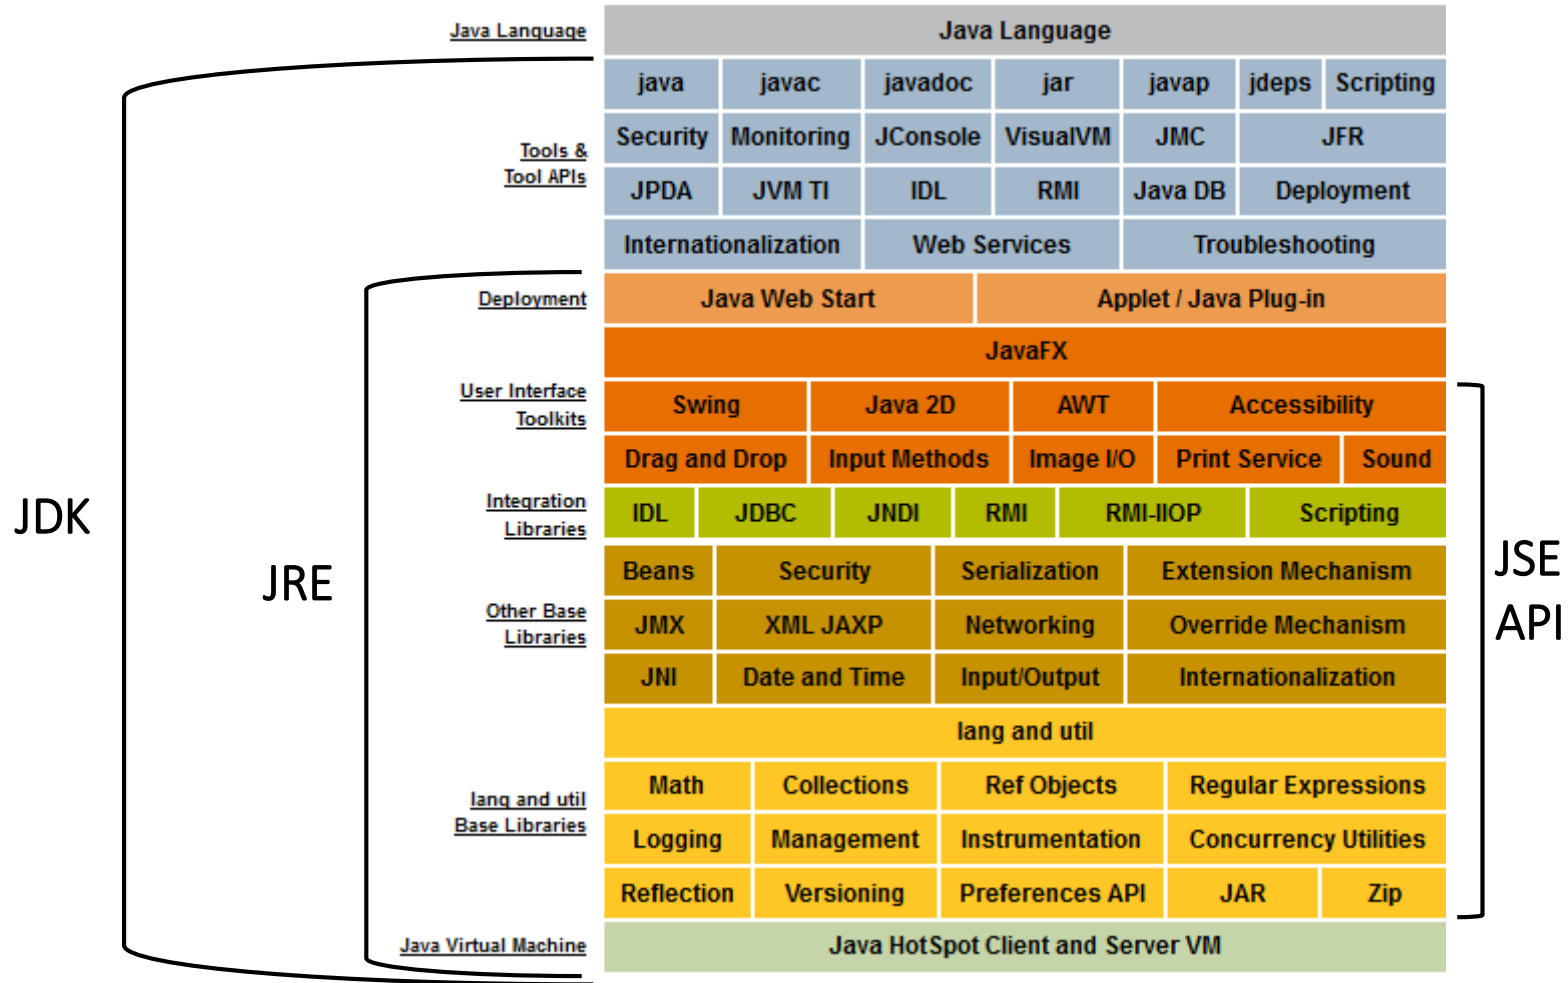 Java Language
Java Language
java javac javadoc jar javap jdeps Scripting
Security Monitoring JConsole VisualVM JMC JFR
Tools &
Tool APIs
JPDA JVM TI IDL RMI Java DB Deployment
Internationalization Web Services Troubleshooting
Deployment
Java Web Start Applet / Java Plug-in
JavaFX
User Interface
Toolkits
Swing Java 2D AWT Accessibility
Drag and Drop Input Methods Image I/O Print Service Sound
Integration
Libraries
IDL JDBC JNDI RMI RMI-IIOP Scripting
JDK
JRE
JSE
API
Beans Security Serialization Extension Mechanism
Other Base
Libraries
JMX XML JAXP Networking Override Mechanism
JNI Date and Time Input/Output Internationalization
lang and util
lang and util
Base Libraries
Math Collections Ref Objects Regular Expressions
Logging Management Instrumentation Concurrency Utilities
Reflection Versioning Preferences API JAR Zip
Java Virtual Machine
Java HotSpot Client and Server VM